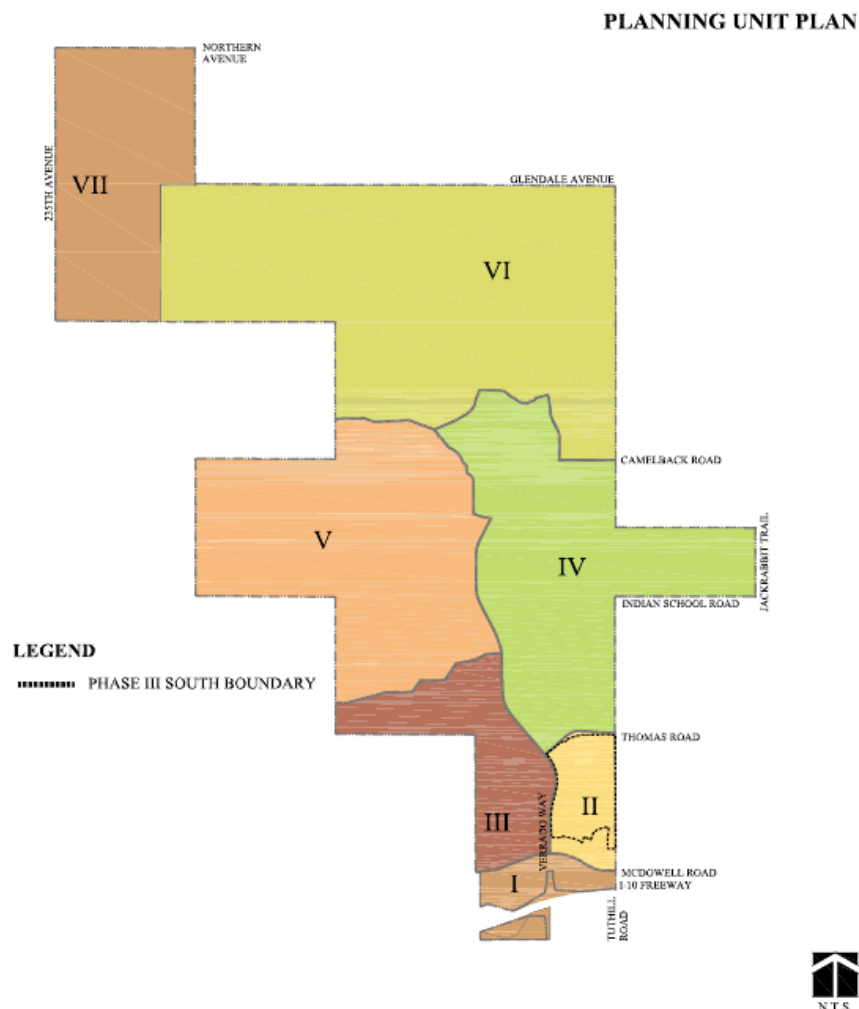 PLANNING UNIT PLAN
NORTHERN
AVENUE
235TH AVENUE
VII
GLENDALE AVENUE
VI
CAMELBACK ROAD
V
IV
JACKRABBIT TRAIL
INDIAN SCHOOL ROAD
LEGEND
PHASE III SOUTH BOUNDARY
THOMAS ROAD
VERRADO WAY
II
III
I
MCDOWELL ROAD
I-10 FREEWAY
TUTHILL
ROAD
N.T.S.